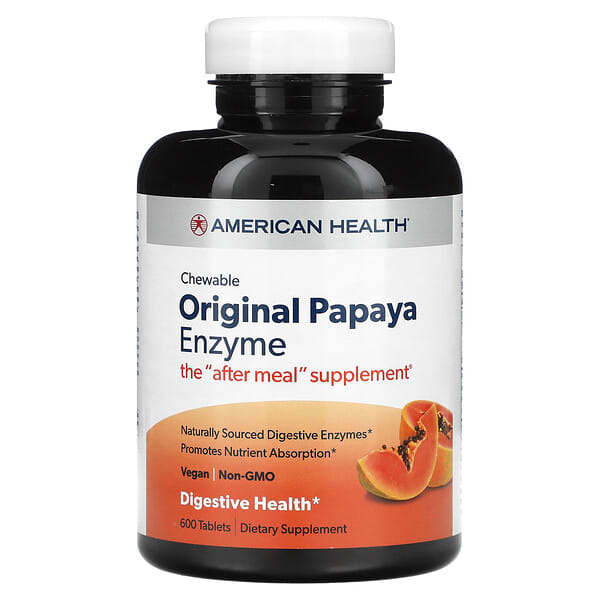 AMERICAN HEALTH®
Chewable
Original Papaya
Enzyme
the "after meal" supplement®
Naturally Sourced Digestive Enzymes*
Promotes Nutrient Absorption*
Vegan | Non-GMO
Digestive Health*
600 Tablets | Dietary Supplement